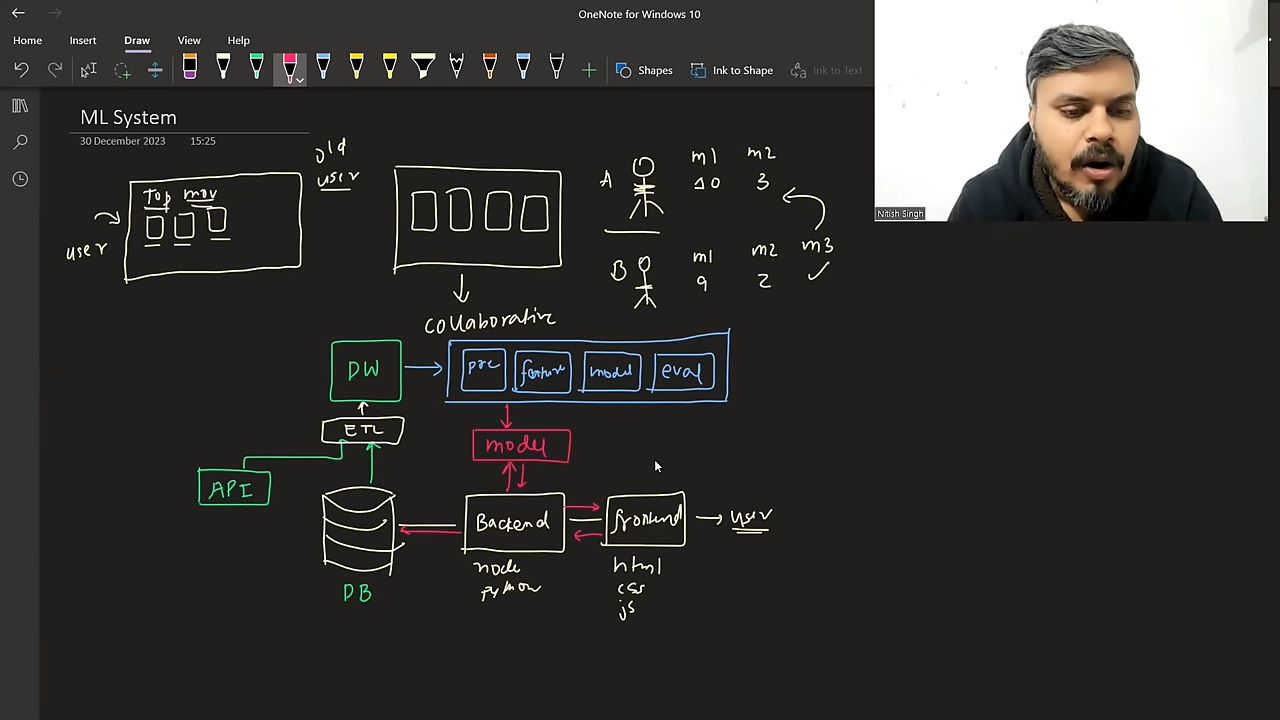 OneNote for Windows 10
Home Insert Draw View Help
Shapes Ink to Shape Ink to Text
ML System
30 December 2023 15:25
Top mov
user
old
user
collaborative
A m1 m2
10 3
B m1 m2 m3
9 2
DW
pre feature model eval
ETL
model
API
Backend frontend user
node
python
html
css
js
DB
Nitish Singh